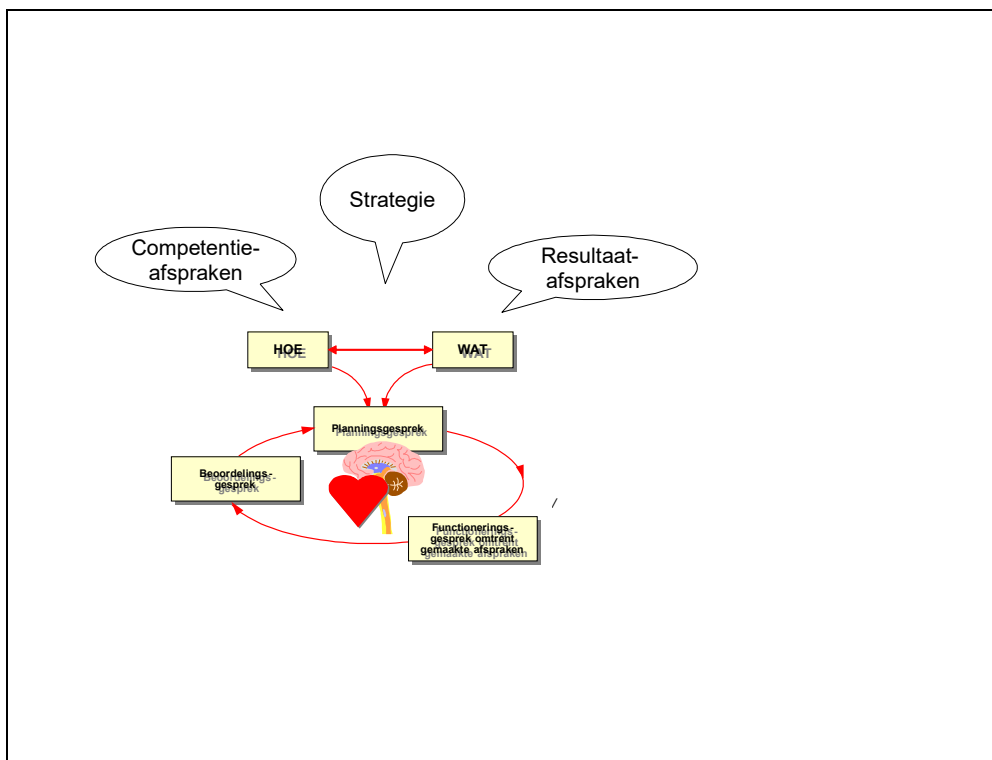 Strategie
Competentie-
afspraken
Resultaat-
afspraken
HOE
WAT
Planningsgesprek
Beoordelings-
gesprek
Functionerings-
gesprek omtrent
gemaakte afspraken